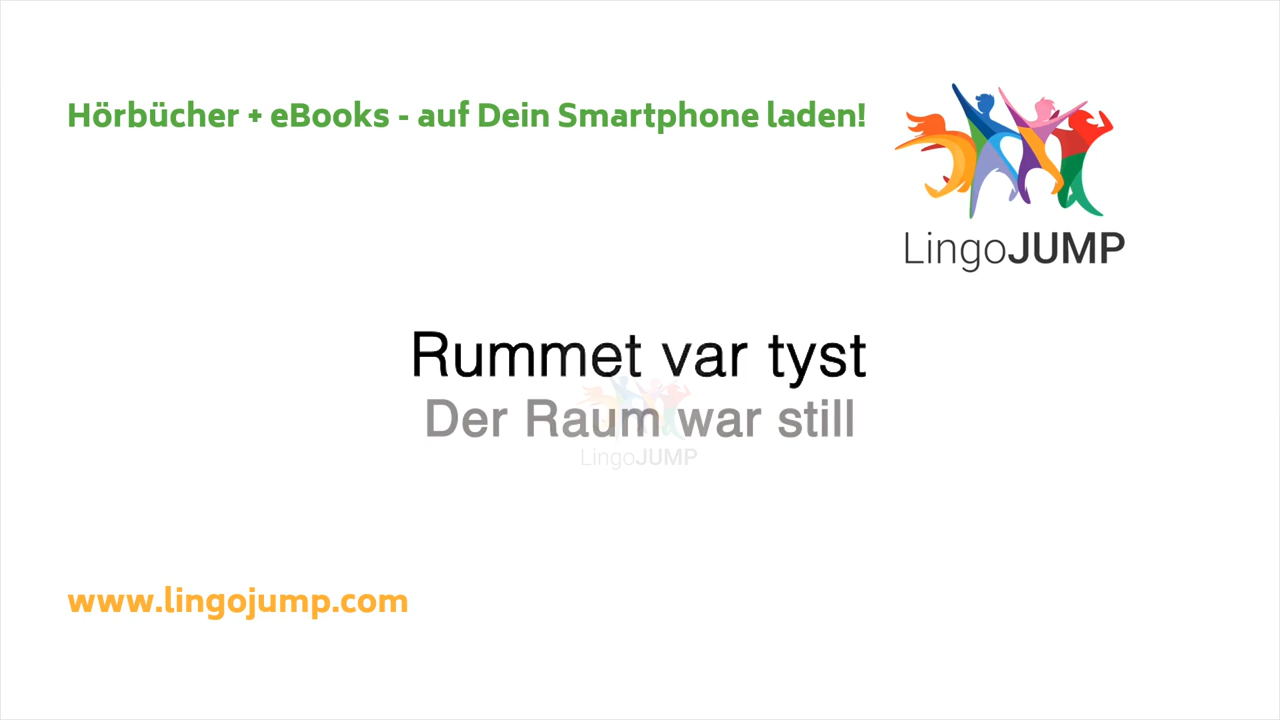 Hörbücher + eBooks - auf Dein Smartphone laden!
LingoJUMP
Rummet var tyst
Der Raum war still
LingoJUMP
www.lingojump.com